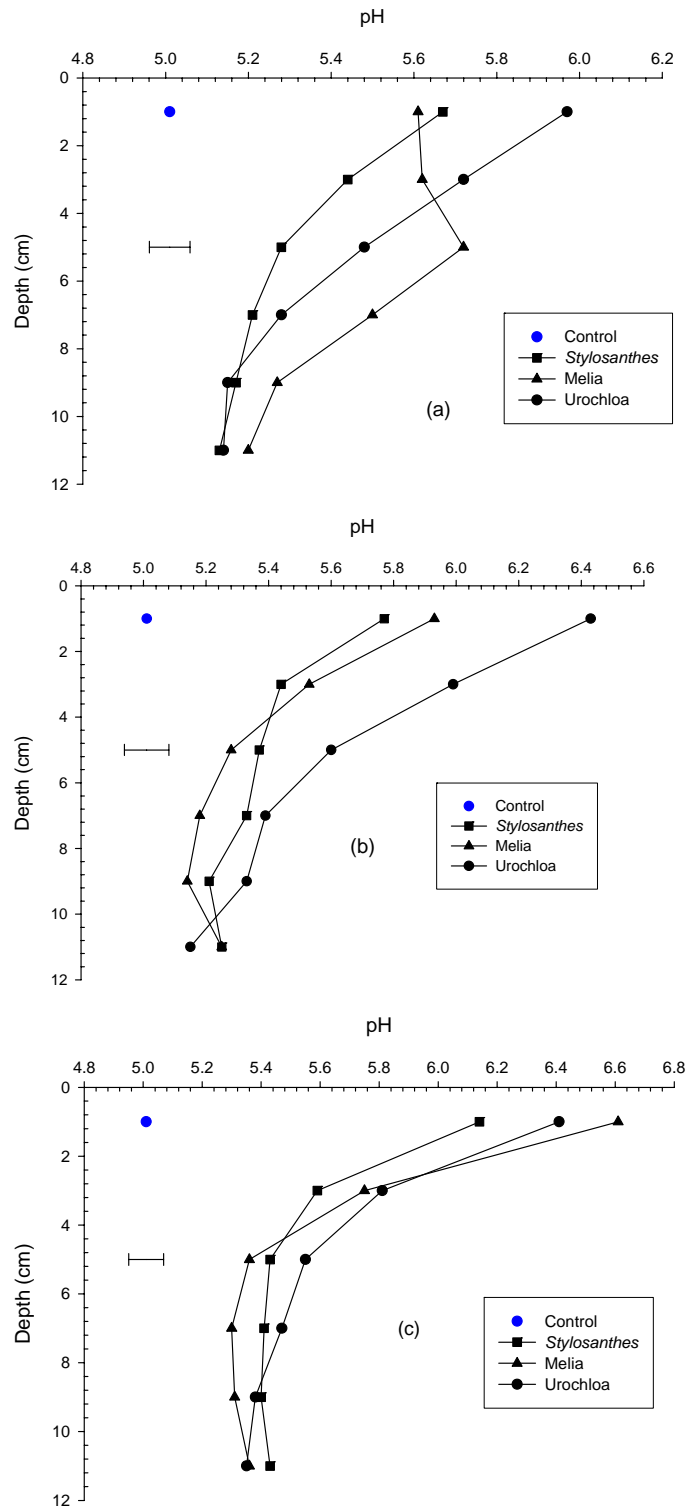 pH
4.8 5.0 5.2 5.4 5.6 5.8 6.0 6.2
Depth (cm)
0
2
4
6
8
10
12
Control
Stylosanthes
Melia
Urochloa
(a)
pH
4.8 5.0 5.2 5.4 5.6 5.8 6.0 6.2 6.4 6.6
Depth (cm)
0
2
4
6
8
10
12
Control
Stylosanthes
Melia
Urochloa
(b)
pH
4.8 5.0 5.2 5.4 5.6 5.8 6.0 6.2 6.4 6.6 6.8
Depth (cm)
0
2
4
6
8
10
12
Control
Stylosanthes
Melia
Urochloa
(c)